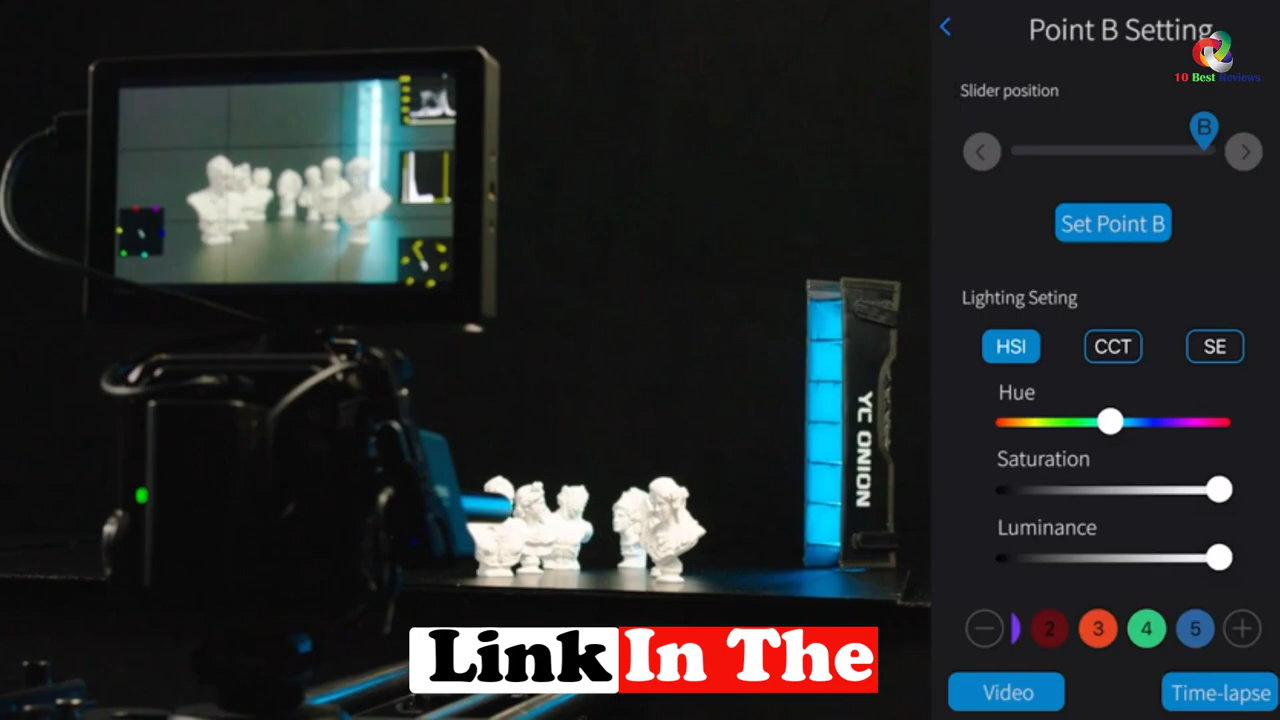 Point B Setting
10 Best Reviews
Slider position
B
Set Point B
Lighting Seting
HSI CCT SE
Hue
Saturation
Luminance
2 3 4 5
Video Time-lapse
YC ONION
Link In The